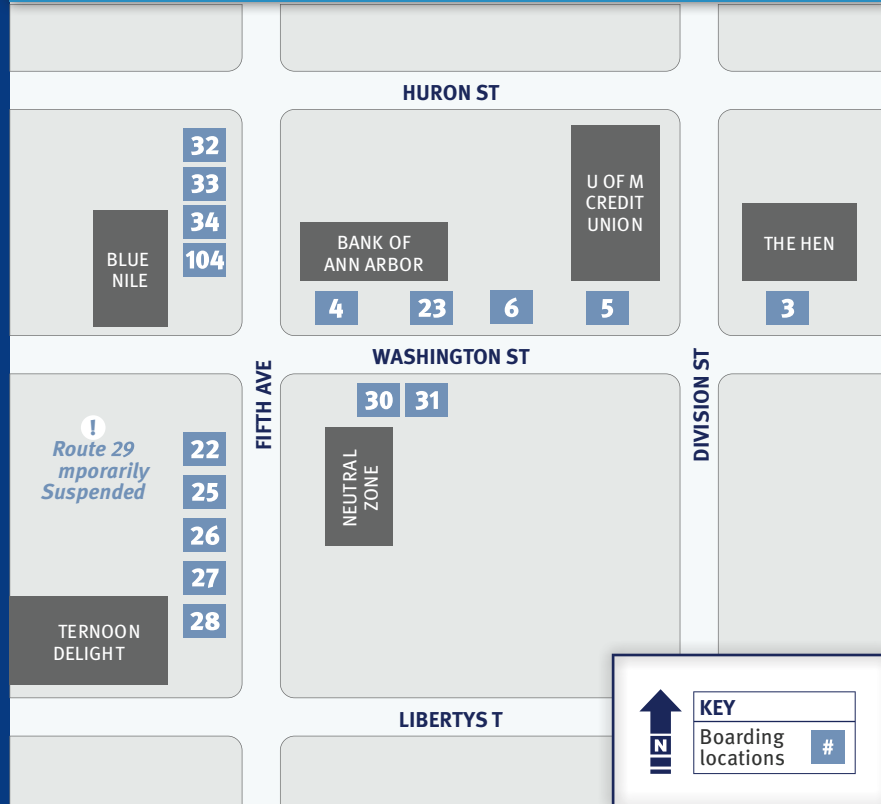 HURON ST
32
33
34
104
BLUE
NILE
BANK OF
ANN ARBOR
U OF M
CREDIT
UNION
THE HEN
4
23
6
5
3
WASHINGTON ST
FIFTH AVE
DIVISION ST
30
31
NEUTRAL
ZONE
!
Route 29
mporarily
Suspended
22
25
26
27
28
TERNOON
DELIGHT
LIBERTYS T
N
KEY
Boarding
locations
#